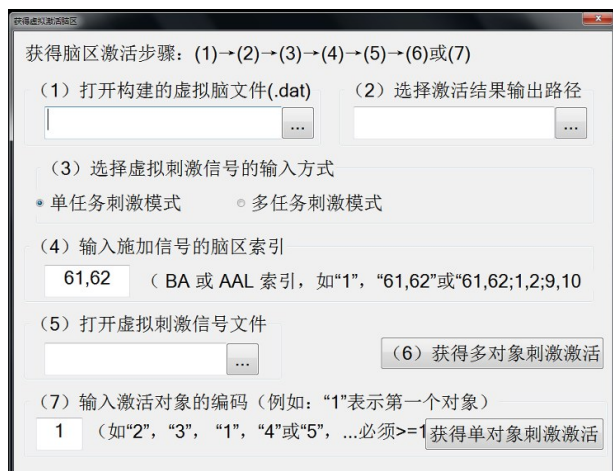 获得虚拟激活脑区
获得脑区激活步骤：(1)→(2)→(3)→(4)→(5)→(6)或(7)
（1）打开构建的虚拟脑文件(.dat)
（2）选择激活结果输出路径
...
...
（3）选择虚拟刺激信号的输入方式
单任务刺激模式
多任务刺激模式
（4）输入施加信号的脑区索引
61,62
（ BA 或 AAL 索引，如“1”，“61,62”或“61,62;1,2;9,10
（5）打开虚拟刺激信号文件
...
（6）获得多对象刺激激活
（7）输入激活对象的编码（例如：“1”表示第一个对象）
1
（如“2”，“3”， “1”，“4”或“5”，...必须>=1
获得单对象刺激激活